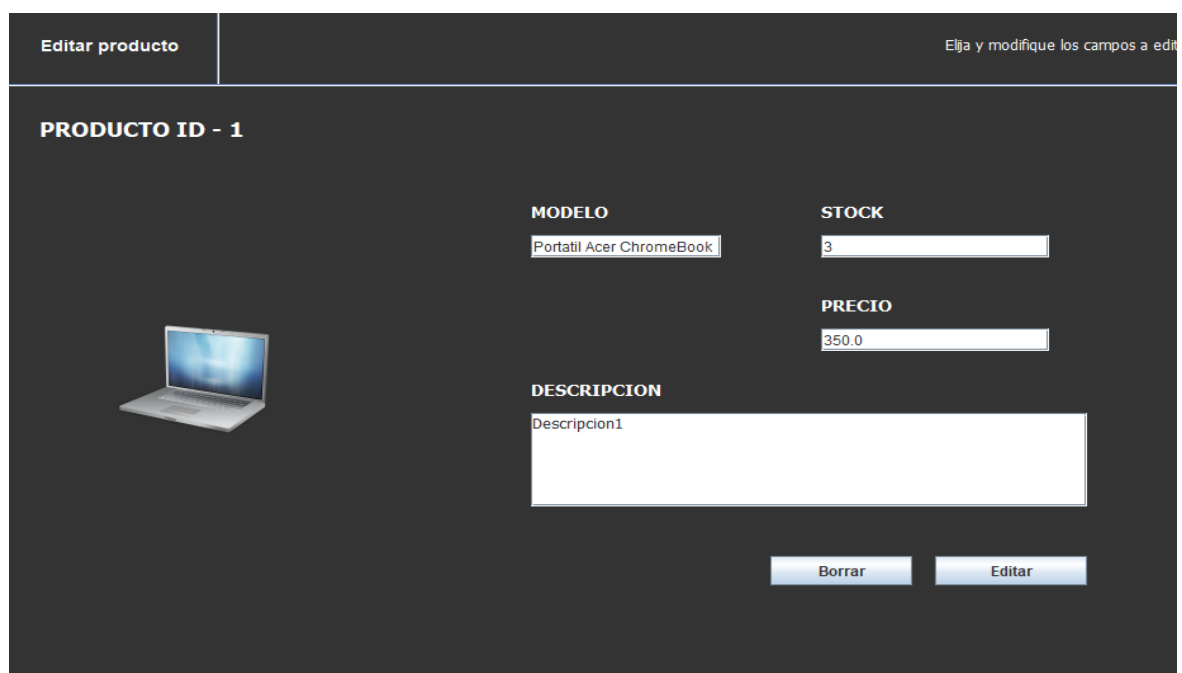 Editar producto
Elija y modifique los campos a edit
PRODUCTO ID - 1
MODELO
STOCK
Portatil Acer ChromeBook
3
PRECIO
350.0
DESCRIPCION
Descripcion1
Borrar
Editar